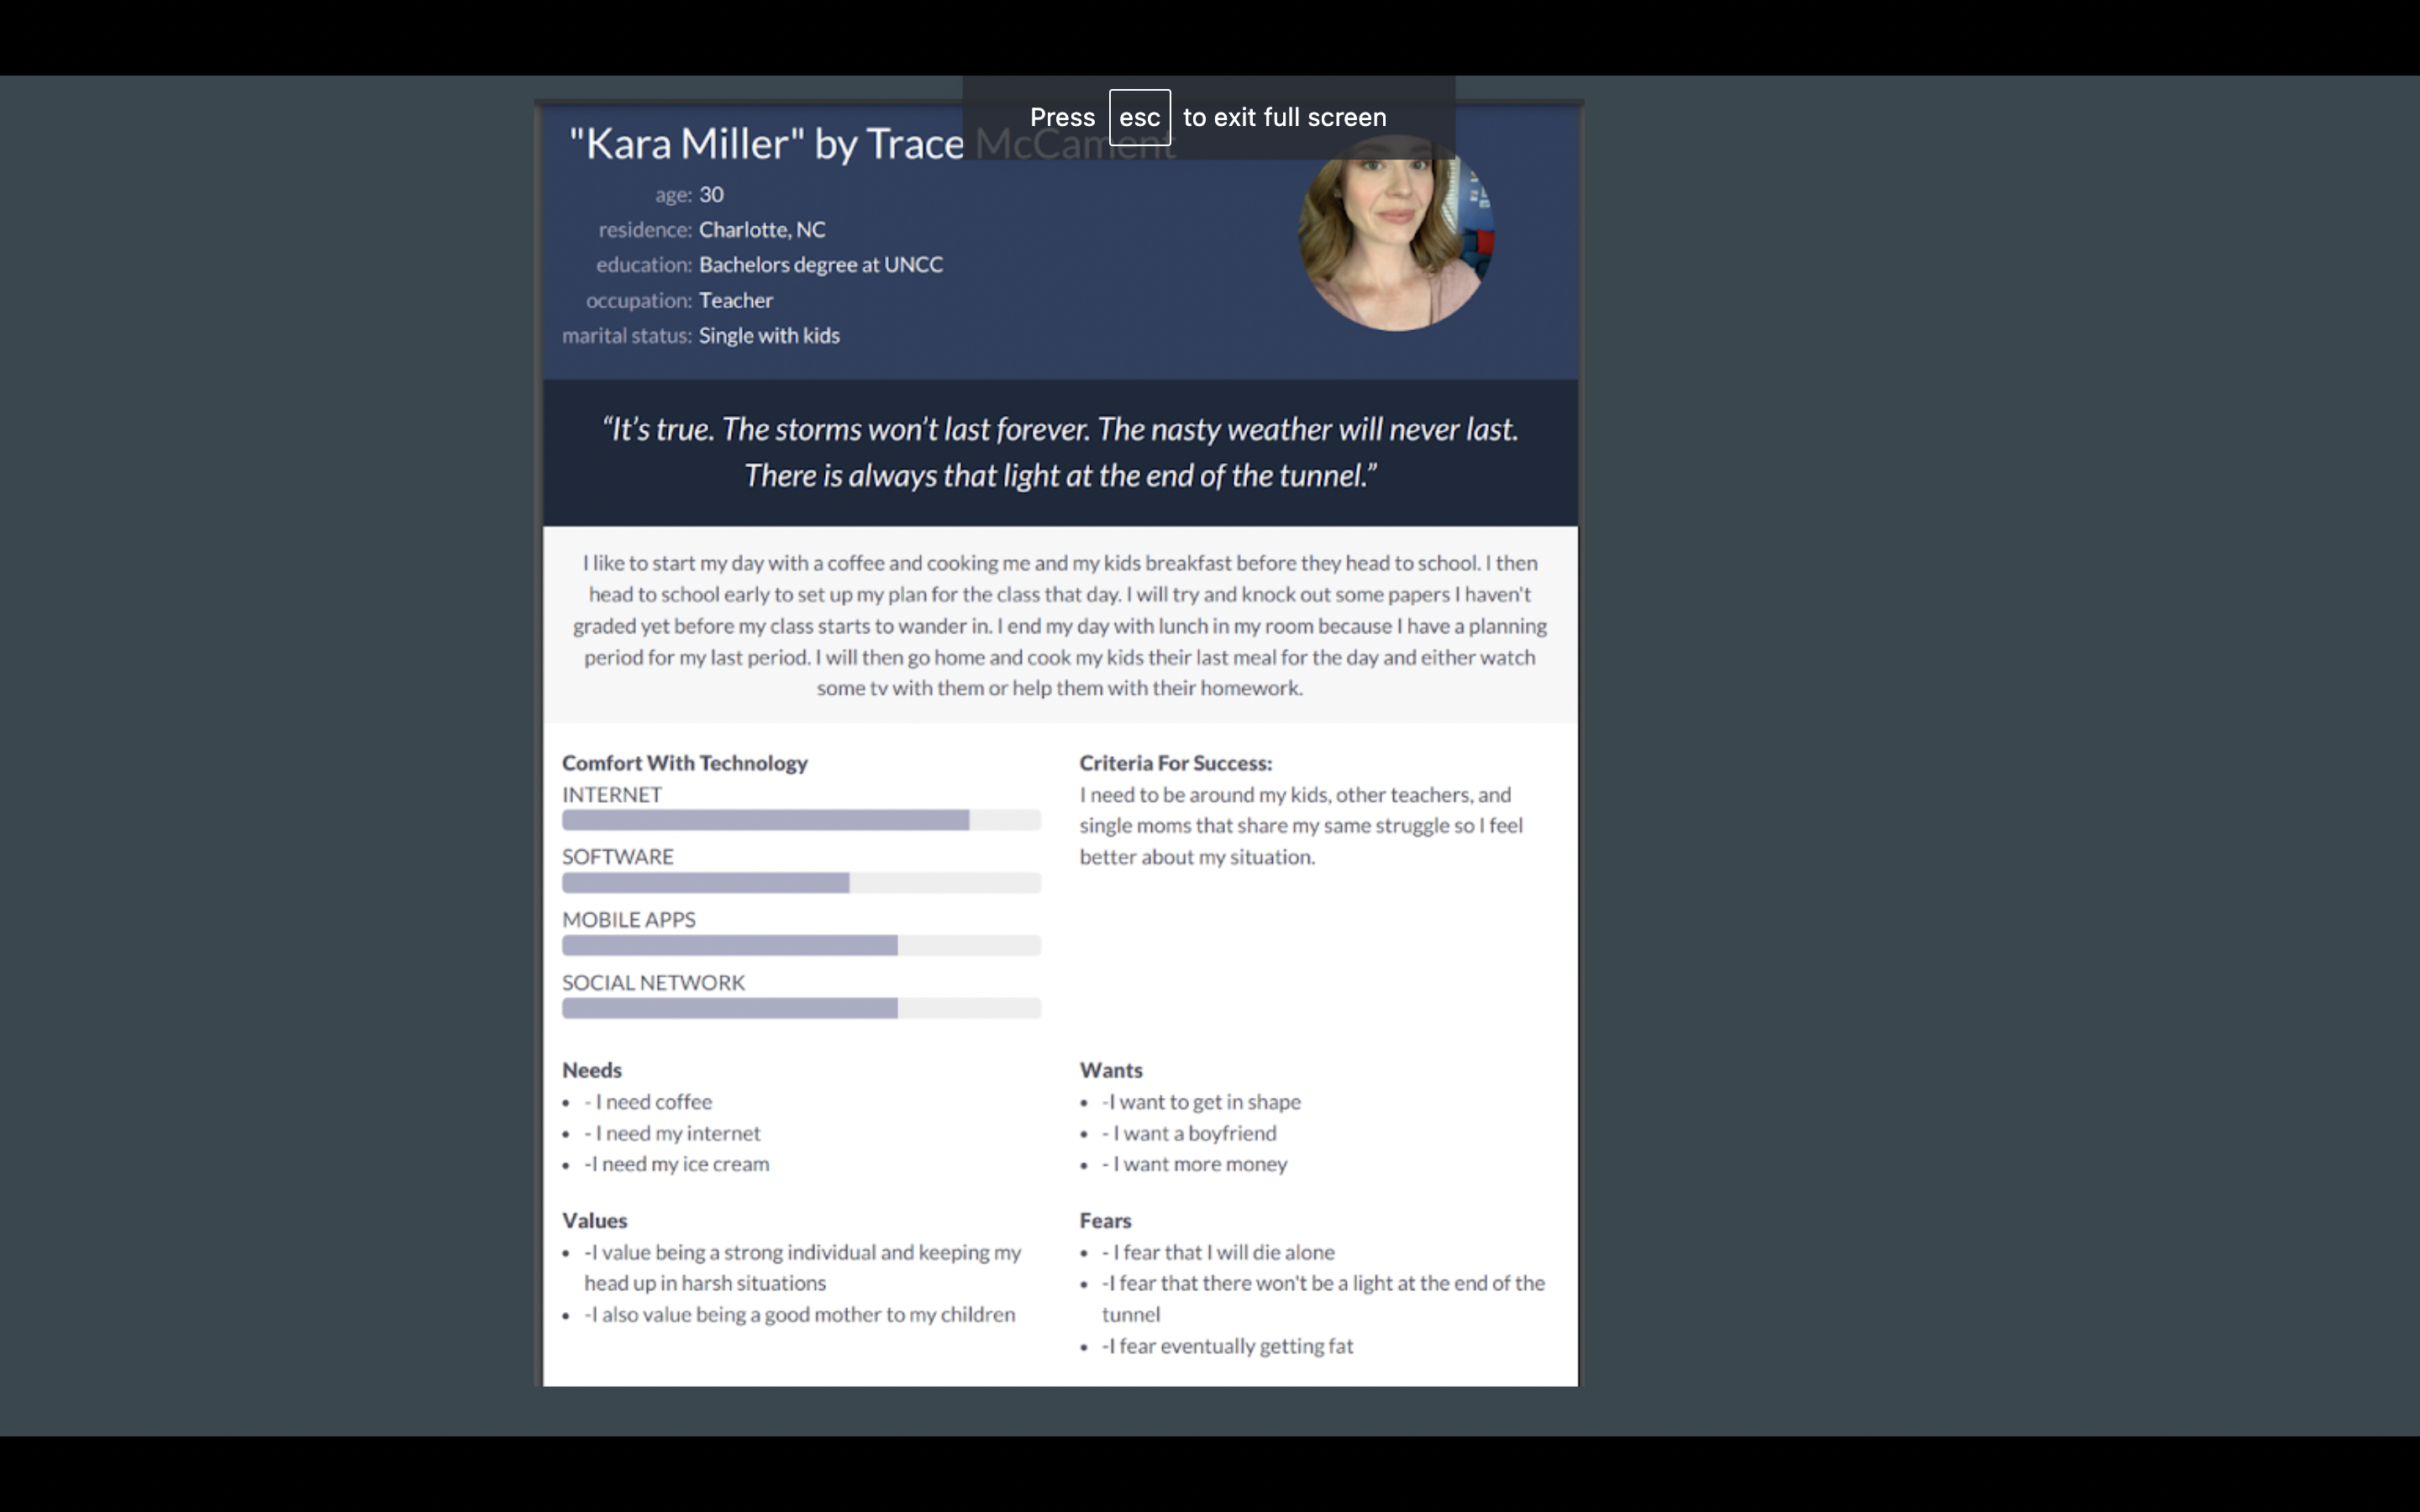 Press esc to exit full screen
"Kara Miller" by Trace McCament
age: 30
residence: Charlotte, NC
education: Bachelors degree at UNCC
occupation: Teacher
marital status: Single with kids
“It’s true. The storms won’t last forever. The nasty weather will never last.
There is always that light at the end of the tunnel.”
I like to start my day with a coffee and cooking me and my kids breakfast before they head to school. I then
head to school early to set up my plan for the class that day. I will try and knock out some papers I haven't
graded yet before my class starts to wander in. I end my day with lunch in my room because I have a planning
period for my last period. I will then go home and cook my kids their last meal for the day and either watch
some tv with them or help them with their homework.
Comfort With Technology
INTERNET
SOFTWARE
MOBILE APPS
SOCIAL NETWORK
Criteria For Success:
I need to be around my kids, other teachers, and
single moms that share my same struggle so I feel
better about my situation.
Needs
• - I need coffee
• - I need my internet
• -I need my ice cream
Wants
• -I want to get in shape
• - I want a boyfriend
• - I want more money
Values
• -I value being a strong individual and keeping my
head up in harsh situations
• -I also value being a good mother to my children
Fears
• - I fear that I will die alone
• -I fear that there won't be a light at the end of the
tunnel
• -I fear eventually getting fat